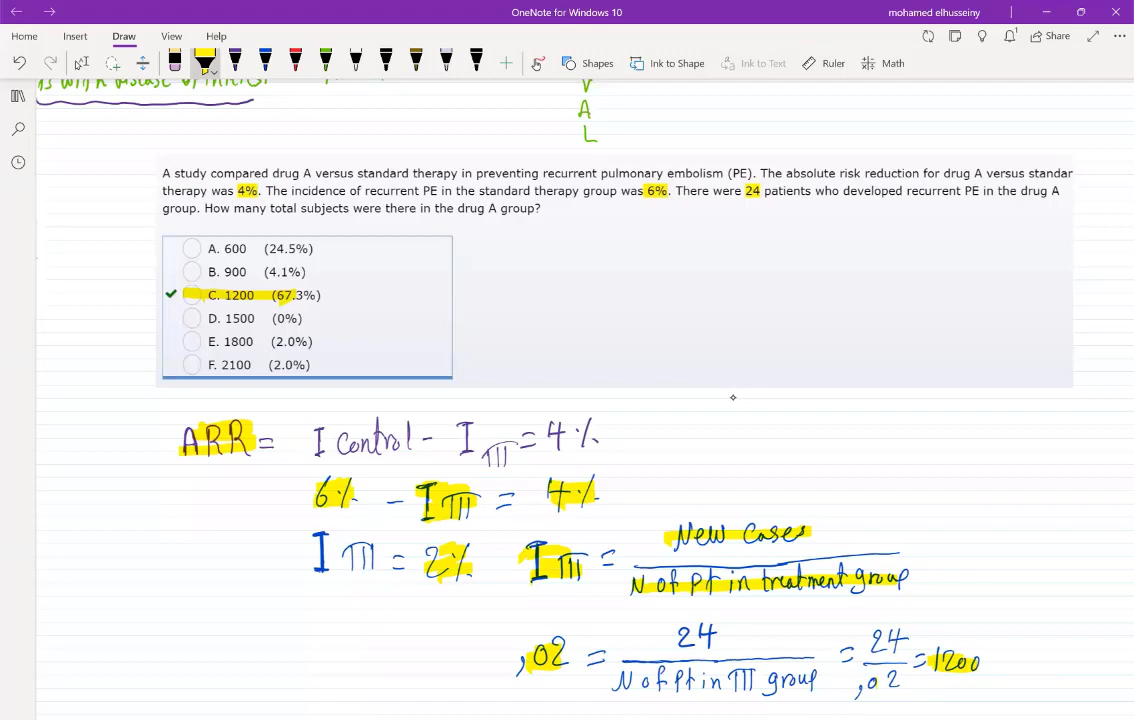 OneNote for Windows 10
mohamed elhusseiny
Home Insert Draw View Help
Share
Shapes Ink to Shape Ink to Text Ruler Math
A
L
A study compared drug A versus standard therapy in preventing recurrent pulmonary embolism (PE). The absolute risk reduction for drug A versus standar
therapy was 4%. The incidence of recurrent PE in the standard therapy group was 6%. There were 24 patients who developed recurrent PE in the drug A
group. How many total subjects were there in the drug A group?
A. 600 (24.5%)
B. 900 (4.1%)
C. 1200 (67.3%)
D. 1500 (0%)
E. 1800 (2.0%)
F. 2100 (2.0%)
ARR = I control - I TTT = 4%
6% - I TTT = 4%
I TTT = 2% I TTT = New Cases / N of Pt in treatment group
,02 = 24 / N of Pt in TTT group = 24 / ,02 = 1200